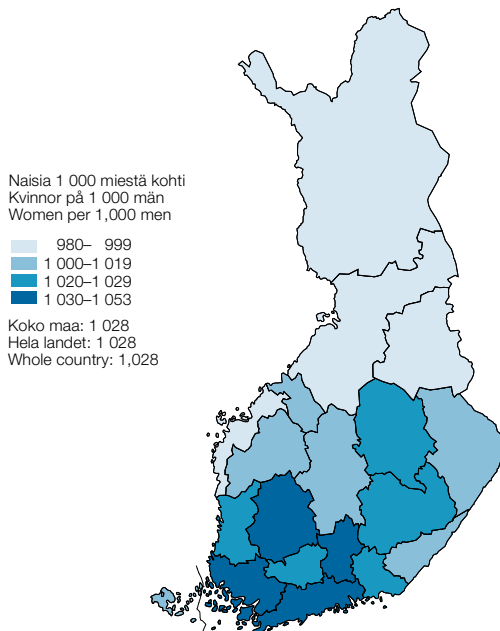 Naisia 1 000 miestä kohti
Kvinnor på 1 000 män
Women per 1,000 men
980– 999
1 000–1 019
1 020–1 029
1 030–1 053
Koko maa: 1 028
Hela landet: 1 028
Whole country: 1,028